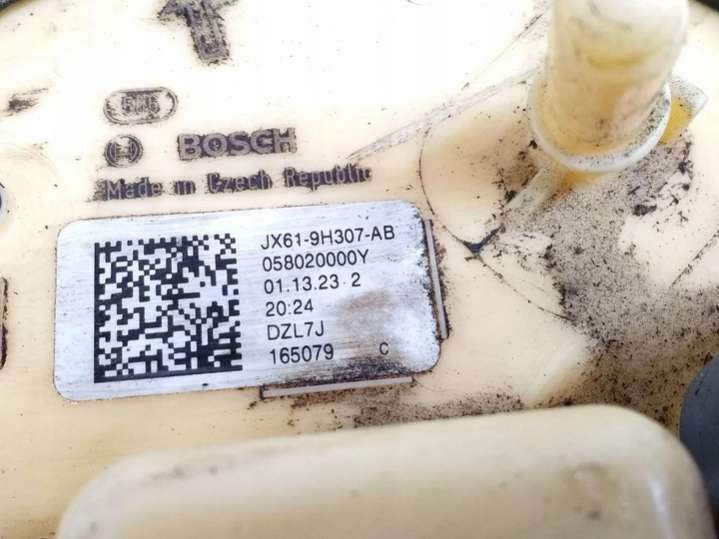 BOSCH
Made in Czech Republic
JX61-9H307-AB
058020000Y
01.13.23 2
20:24
DZL7J
165079 C